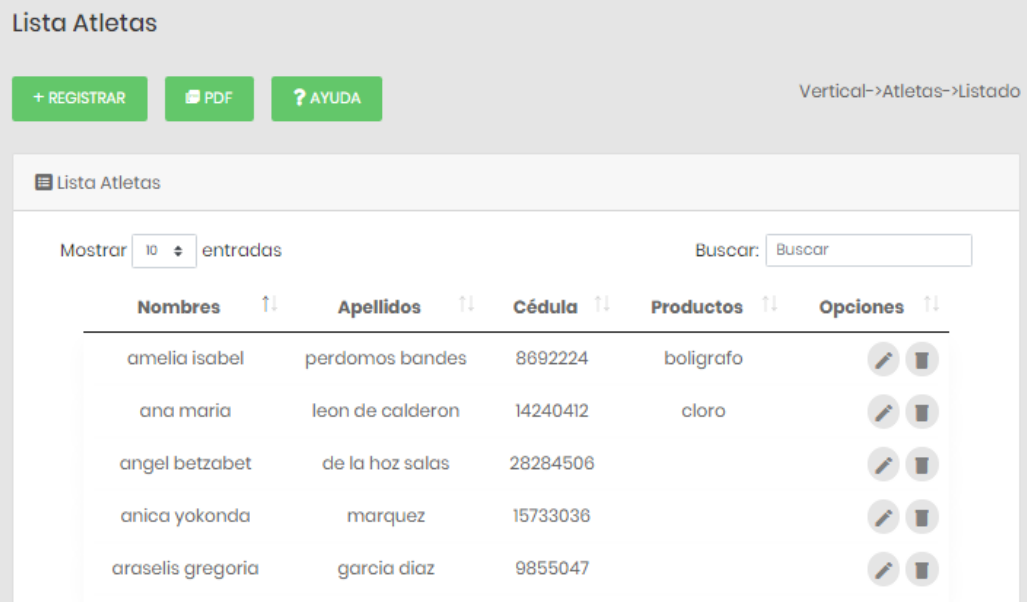 Lista Atletas
+ REGISTRAR PDF ? AYUDA Vertical->Atletas->Listado
Lista Atletas
Mostrar 10 entradas Buscar: Buscar
Nombres Apellidos Cédula Productos Opciones
amelia isabel perdomos bandes 8692224 boligrafo
ana maria leon de calderon 14240412 cloro
angel betzabet de la hoz salas 28284506
anica yokonda marquez 15733036
araselis gregoria garcia diaz 9855047